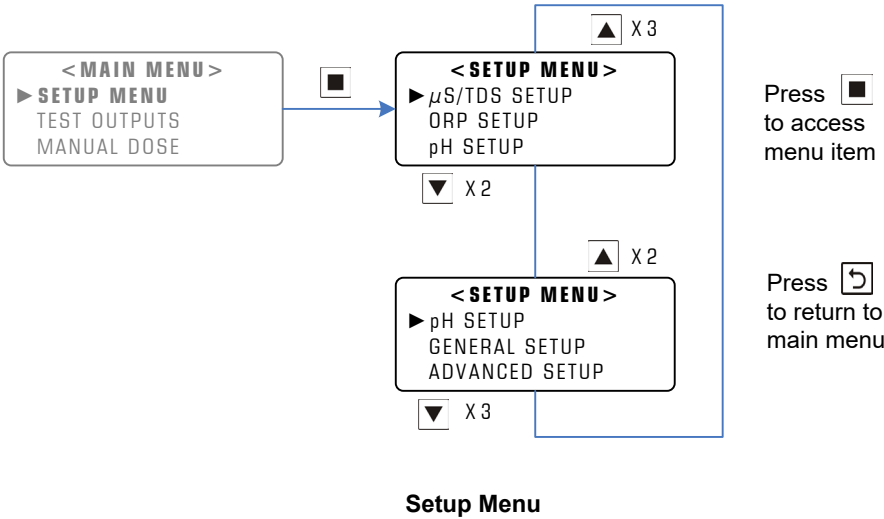 X 3
<MAIN MENU>
SETUP MENU
TEST OUTPUTS
MANUAL DOSE
<SETUP MENU>
µS/TDS SETUP
ORP SETUP
pH SETUP
X 2
Press
to access
menu item
X 2
<SETUP MENU>
pH SETUP
GENERAL SETUP
ADVANCED SETUP
X 3
Press
to return to
main menu
Setup Menu